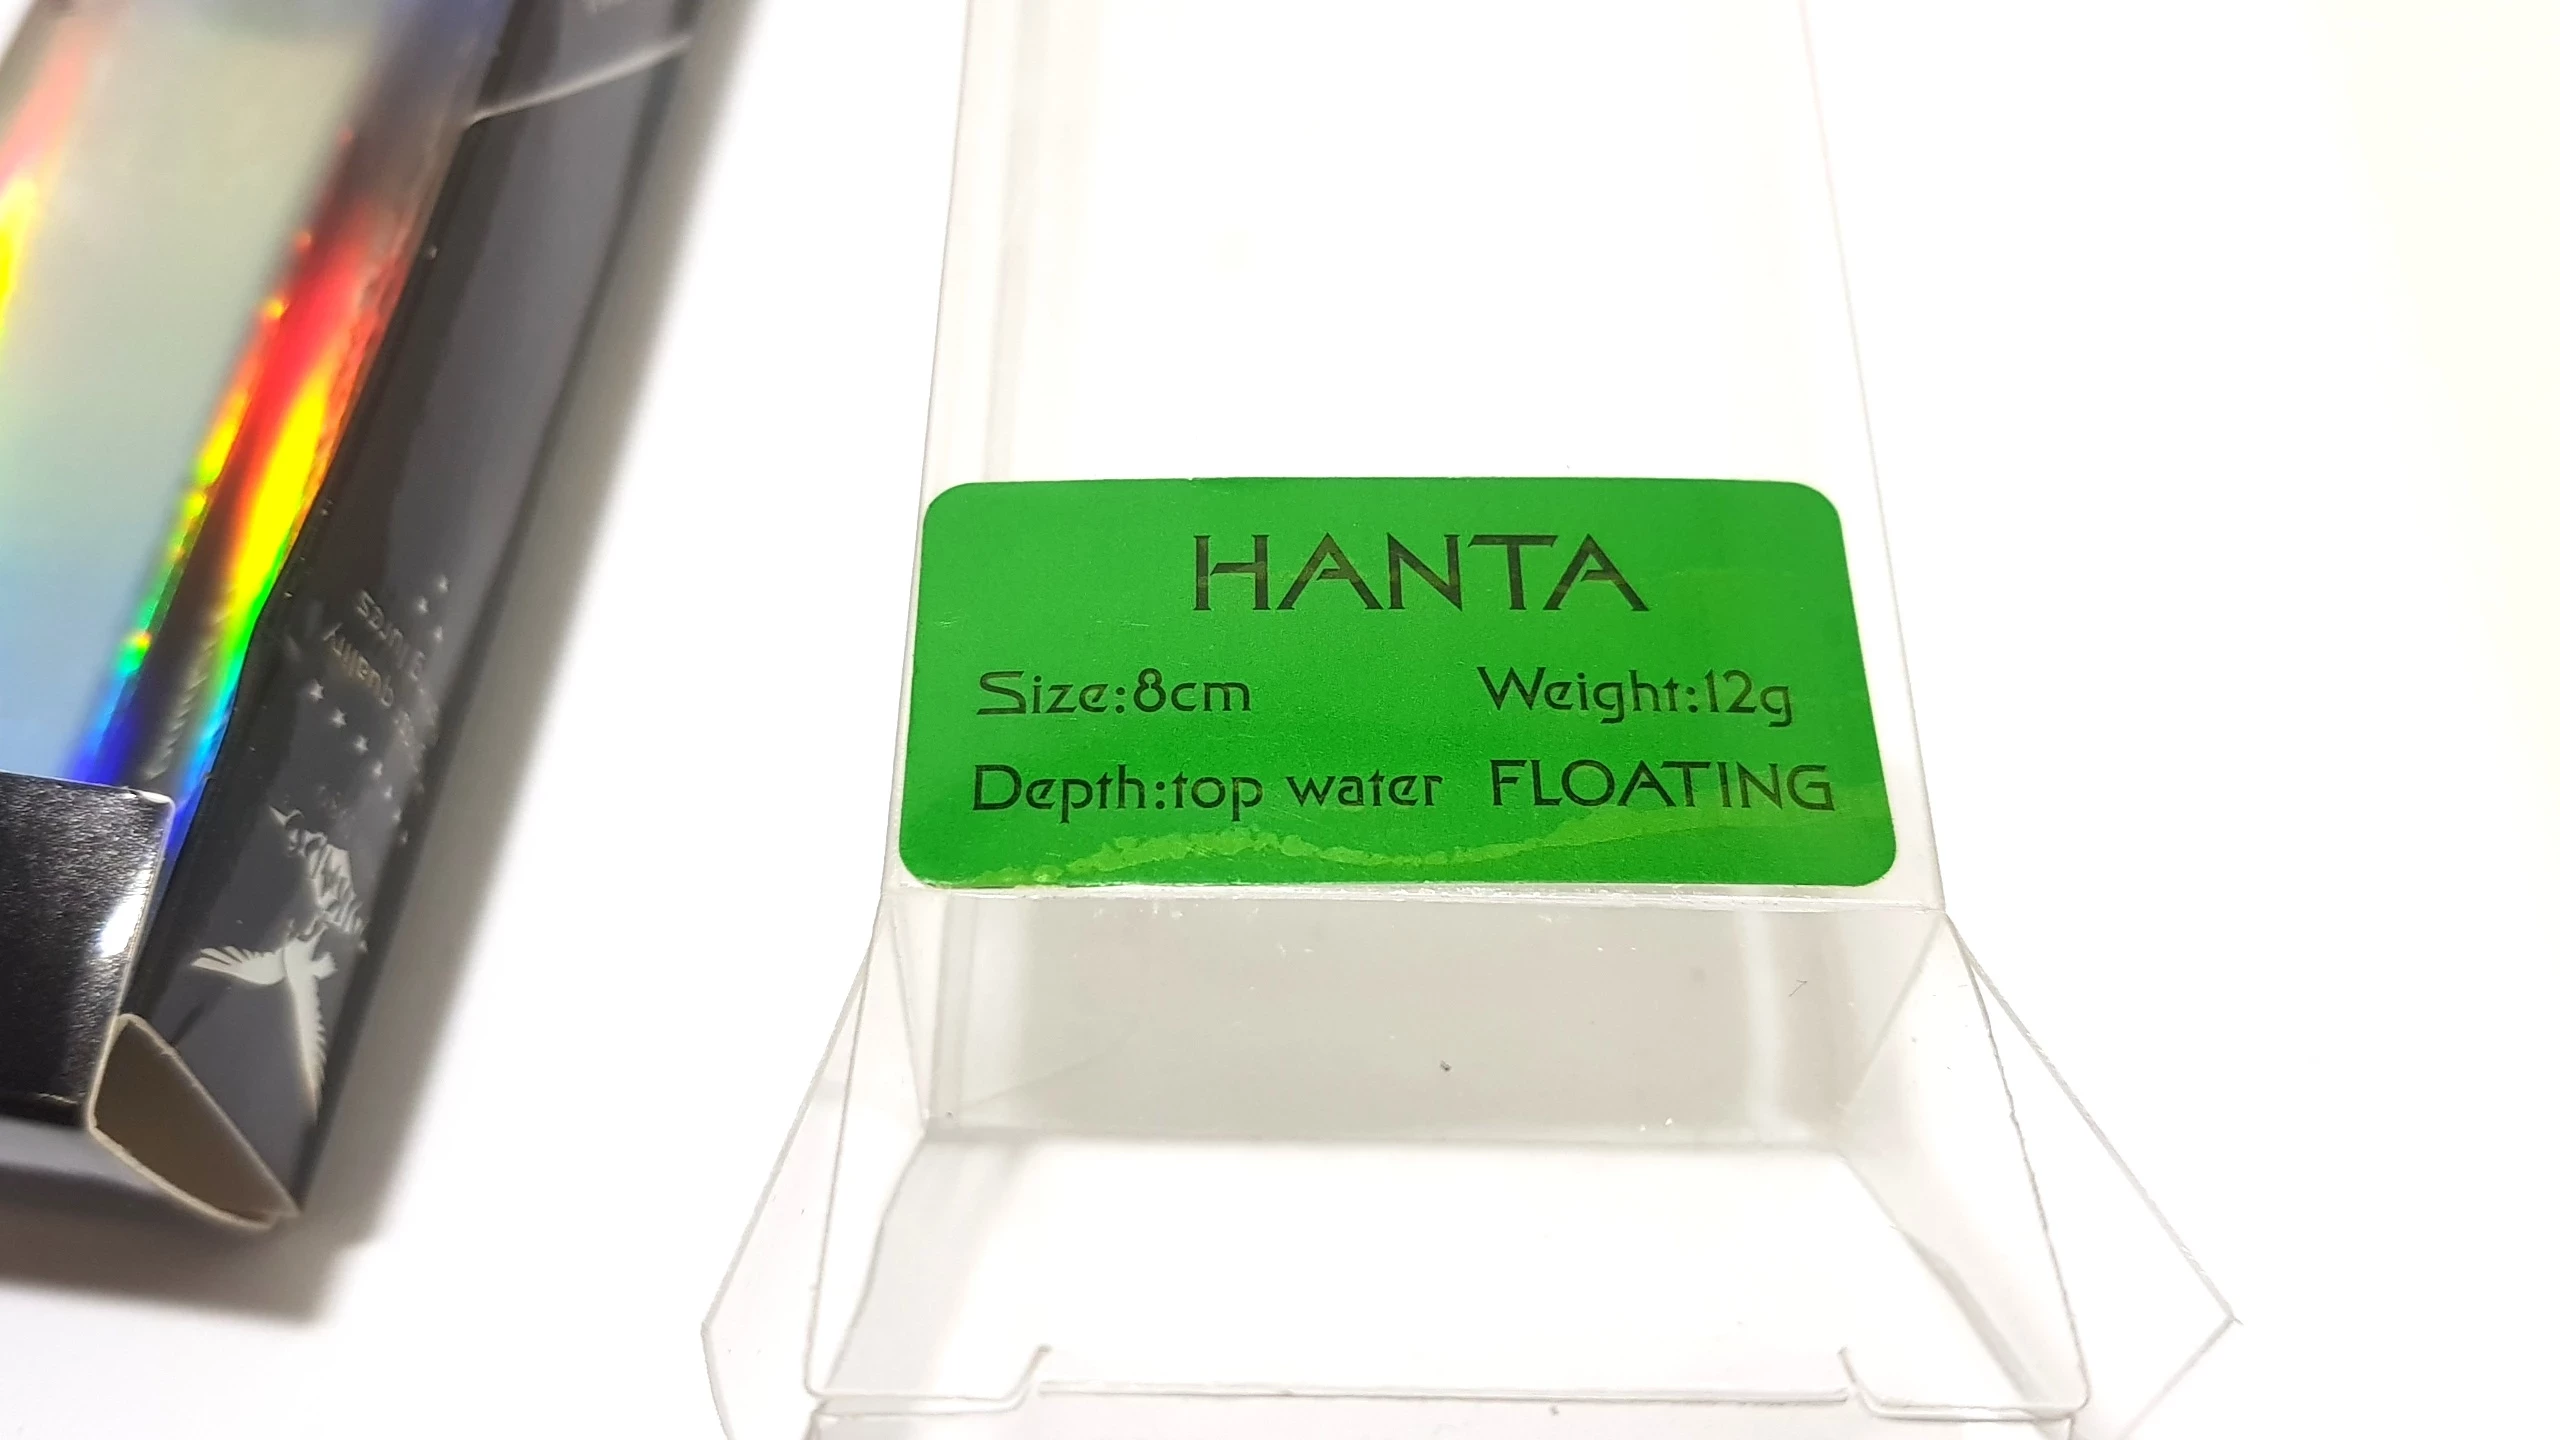 HANTA
Size:8cm Weight:12g
Depth:top water FLOATING